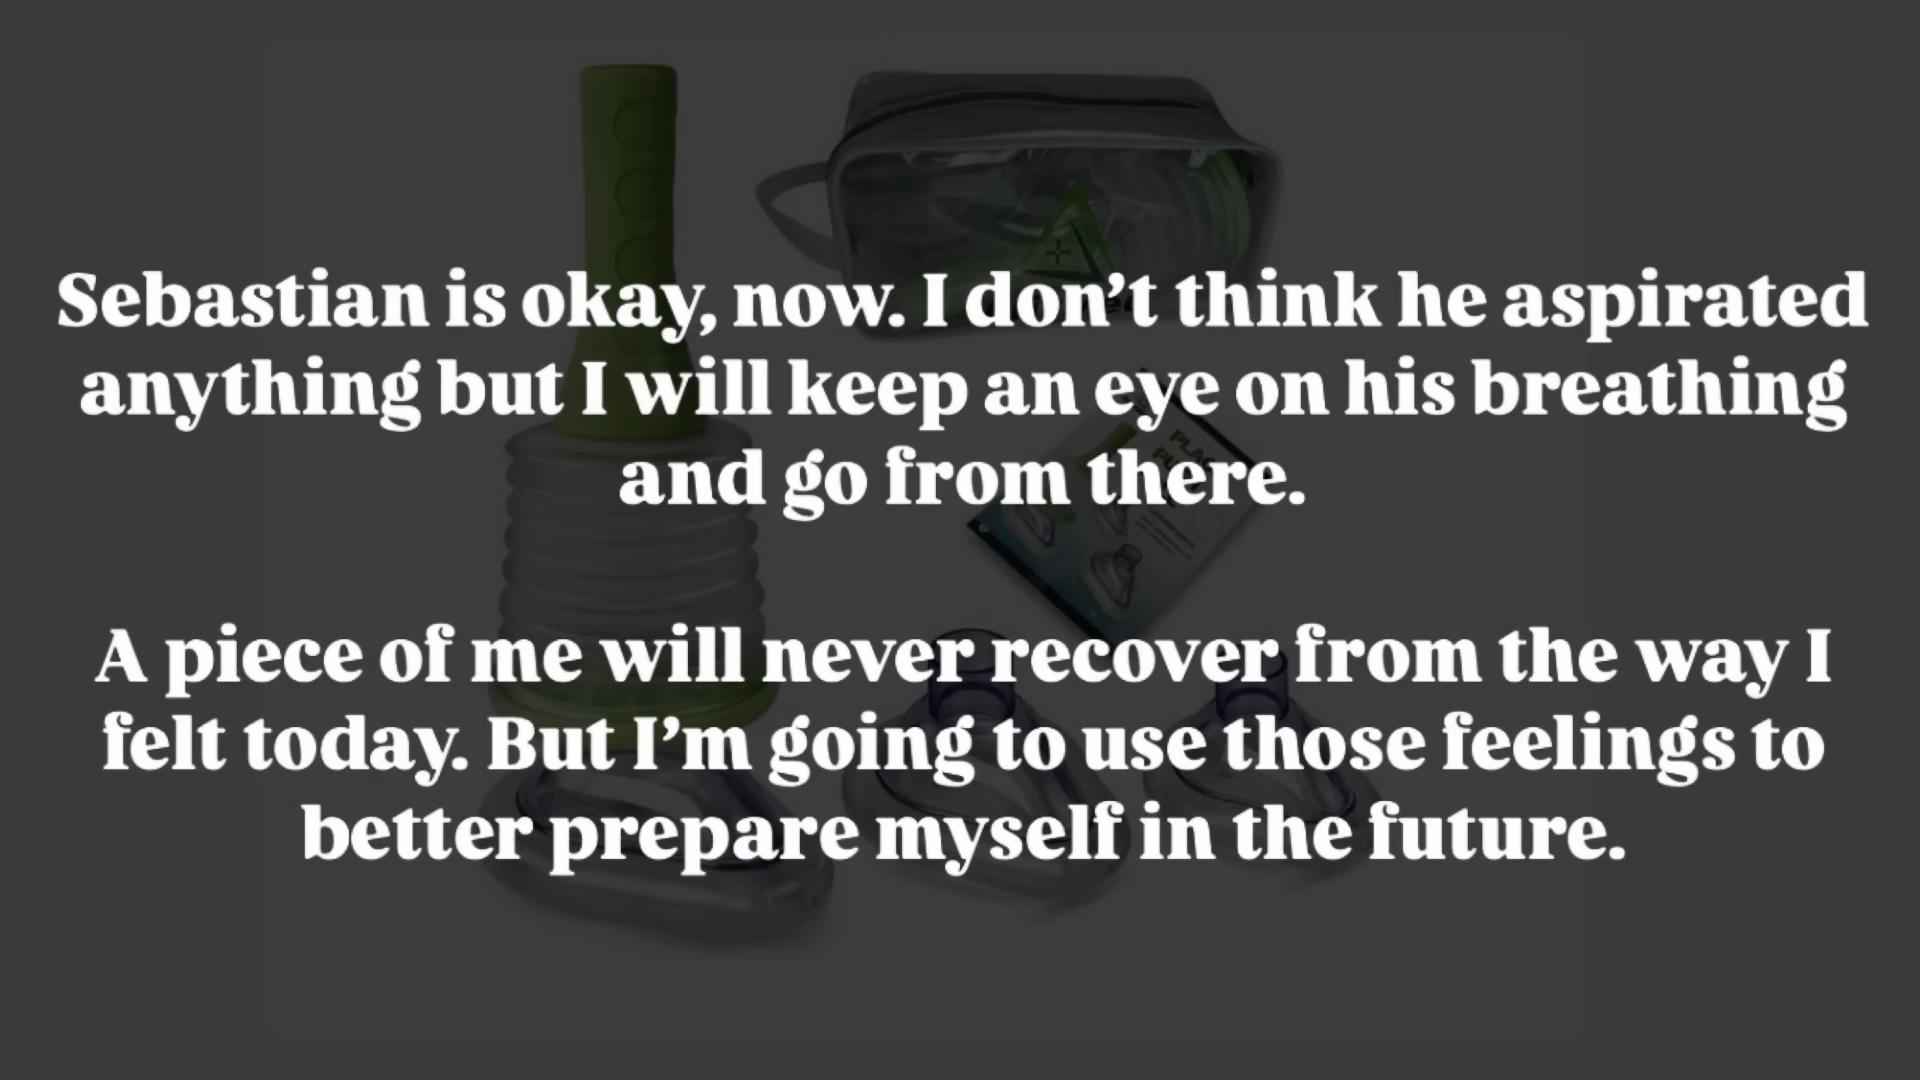 Sebastian is okay, now. I don’t think he aspirated
anything but I will keep an eye on his breathing
and go from there.
A piece of me will never recover from the way I
felt today. But I’m going to use those feelings to
better prepare myself in the future.